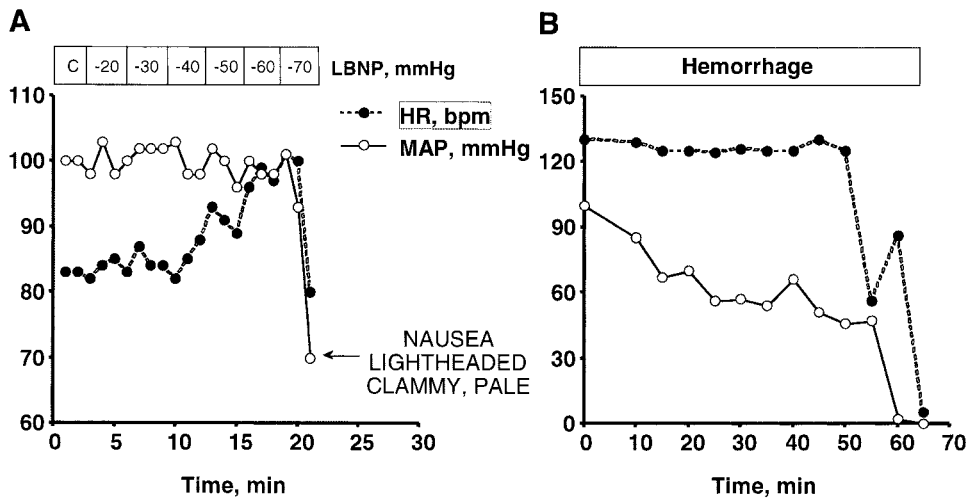 A
C -20 -30 -40 -50 -60 -70 LBNP, mmHg
110
100
90
80
70
60
0 5 10 15 20 25 30
Time, min
HR, bpm
MAP, mmHg
NAUSEA
LIGHTHEADED
CLAMMY, PALE
B
Hemorrhage
150
120
90
60
30
0
0 10 20 30 40 50 60 70
Time, min